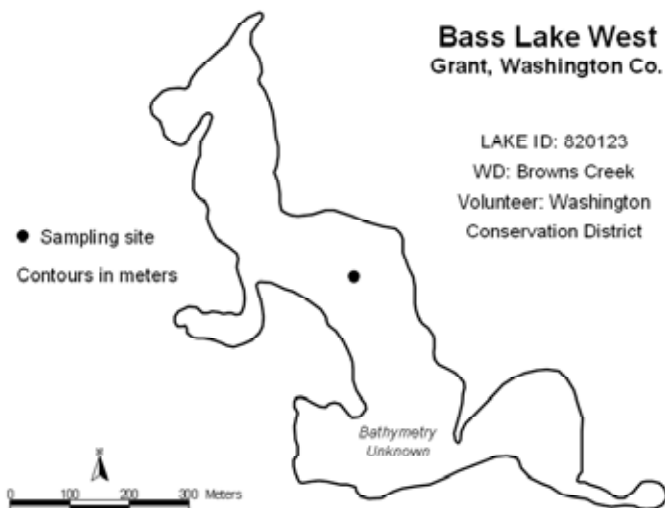 Bass Lake West
Grant, Washington Co.
LAKE ID: 820123
WD: Browns Creek
Volunteer: Washington
Conservation District
Sampling site
Contours in meters
Bathymetry
Unknown
N
0 100 200 300 Meters